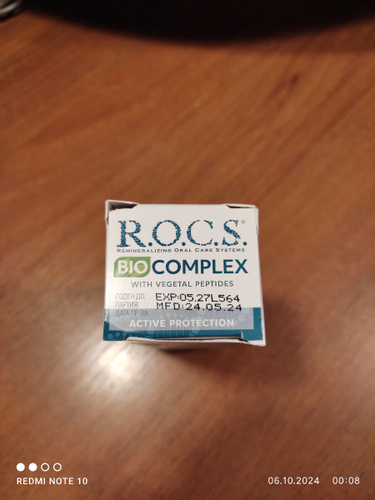 R.O.C.S.®
REMINERALIZING ORAL CARE SYSTEMS
BIO COMPLEX
WITH VEGETAL PEPTIDES
ГОДЕН ДО, EXP:05.27L564
ПАРТИЯ MFD:24.05.24
ДАТА ПР-ВА
ACTIVE PROTECTION
REDMI NOTE 10
06.10.2024 00:08